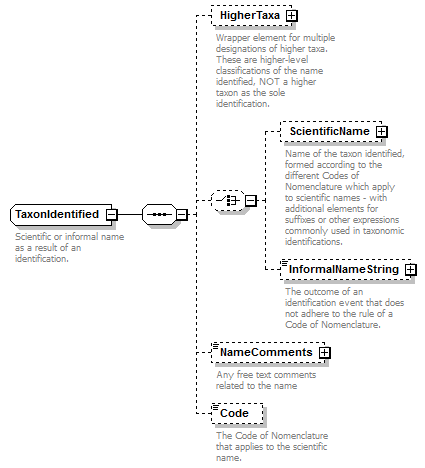 HigherTaxa
Wrapper element for multiple
designations of higher taxa.
These are higher-level
classifications of the name
identified, NOT a higher
taxon as the sole
identification.
ScientificName
Name of the taxon identified,
formed according to the
different Codes of
Nomenclature which apply
to scientific names - with
additional elements for
suffixes or other expressions
commonly used in taxonomic
identifications.
TaxonIdentified
Scientific or informal name
as a result of an
identification.
InformalNameString
The outcome of an
identification event that does
not adhere to the rule of a
Code of Nomenclature.
NameComments
Any free text comments
related to the name
Code
The Code of Nomenclature
that applies to the scientific
name.